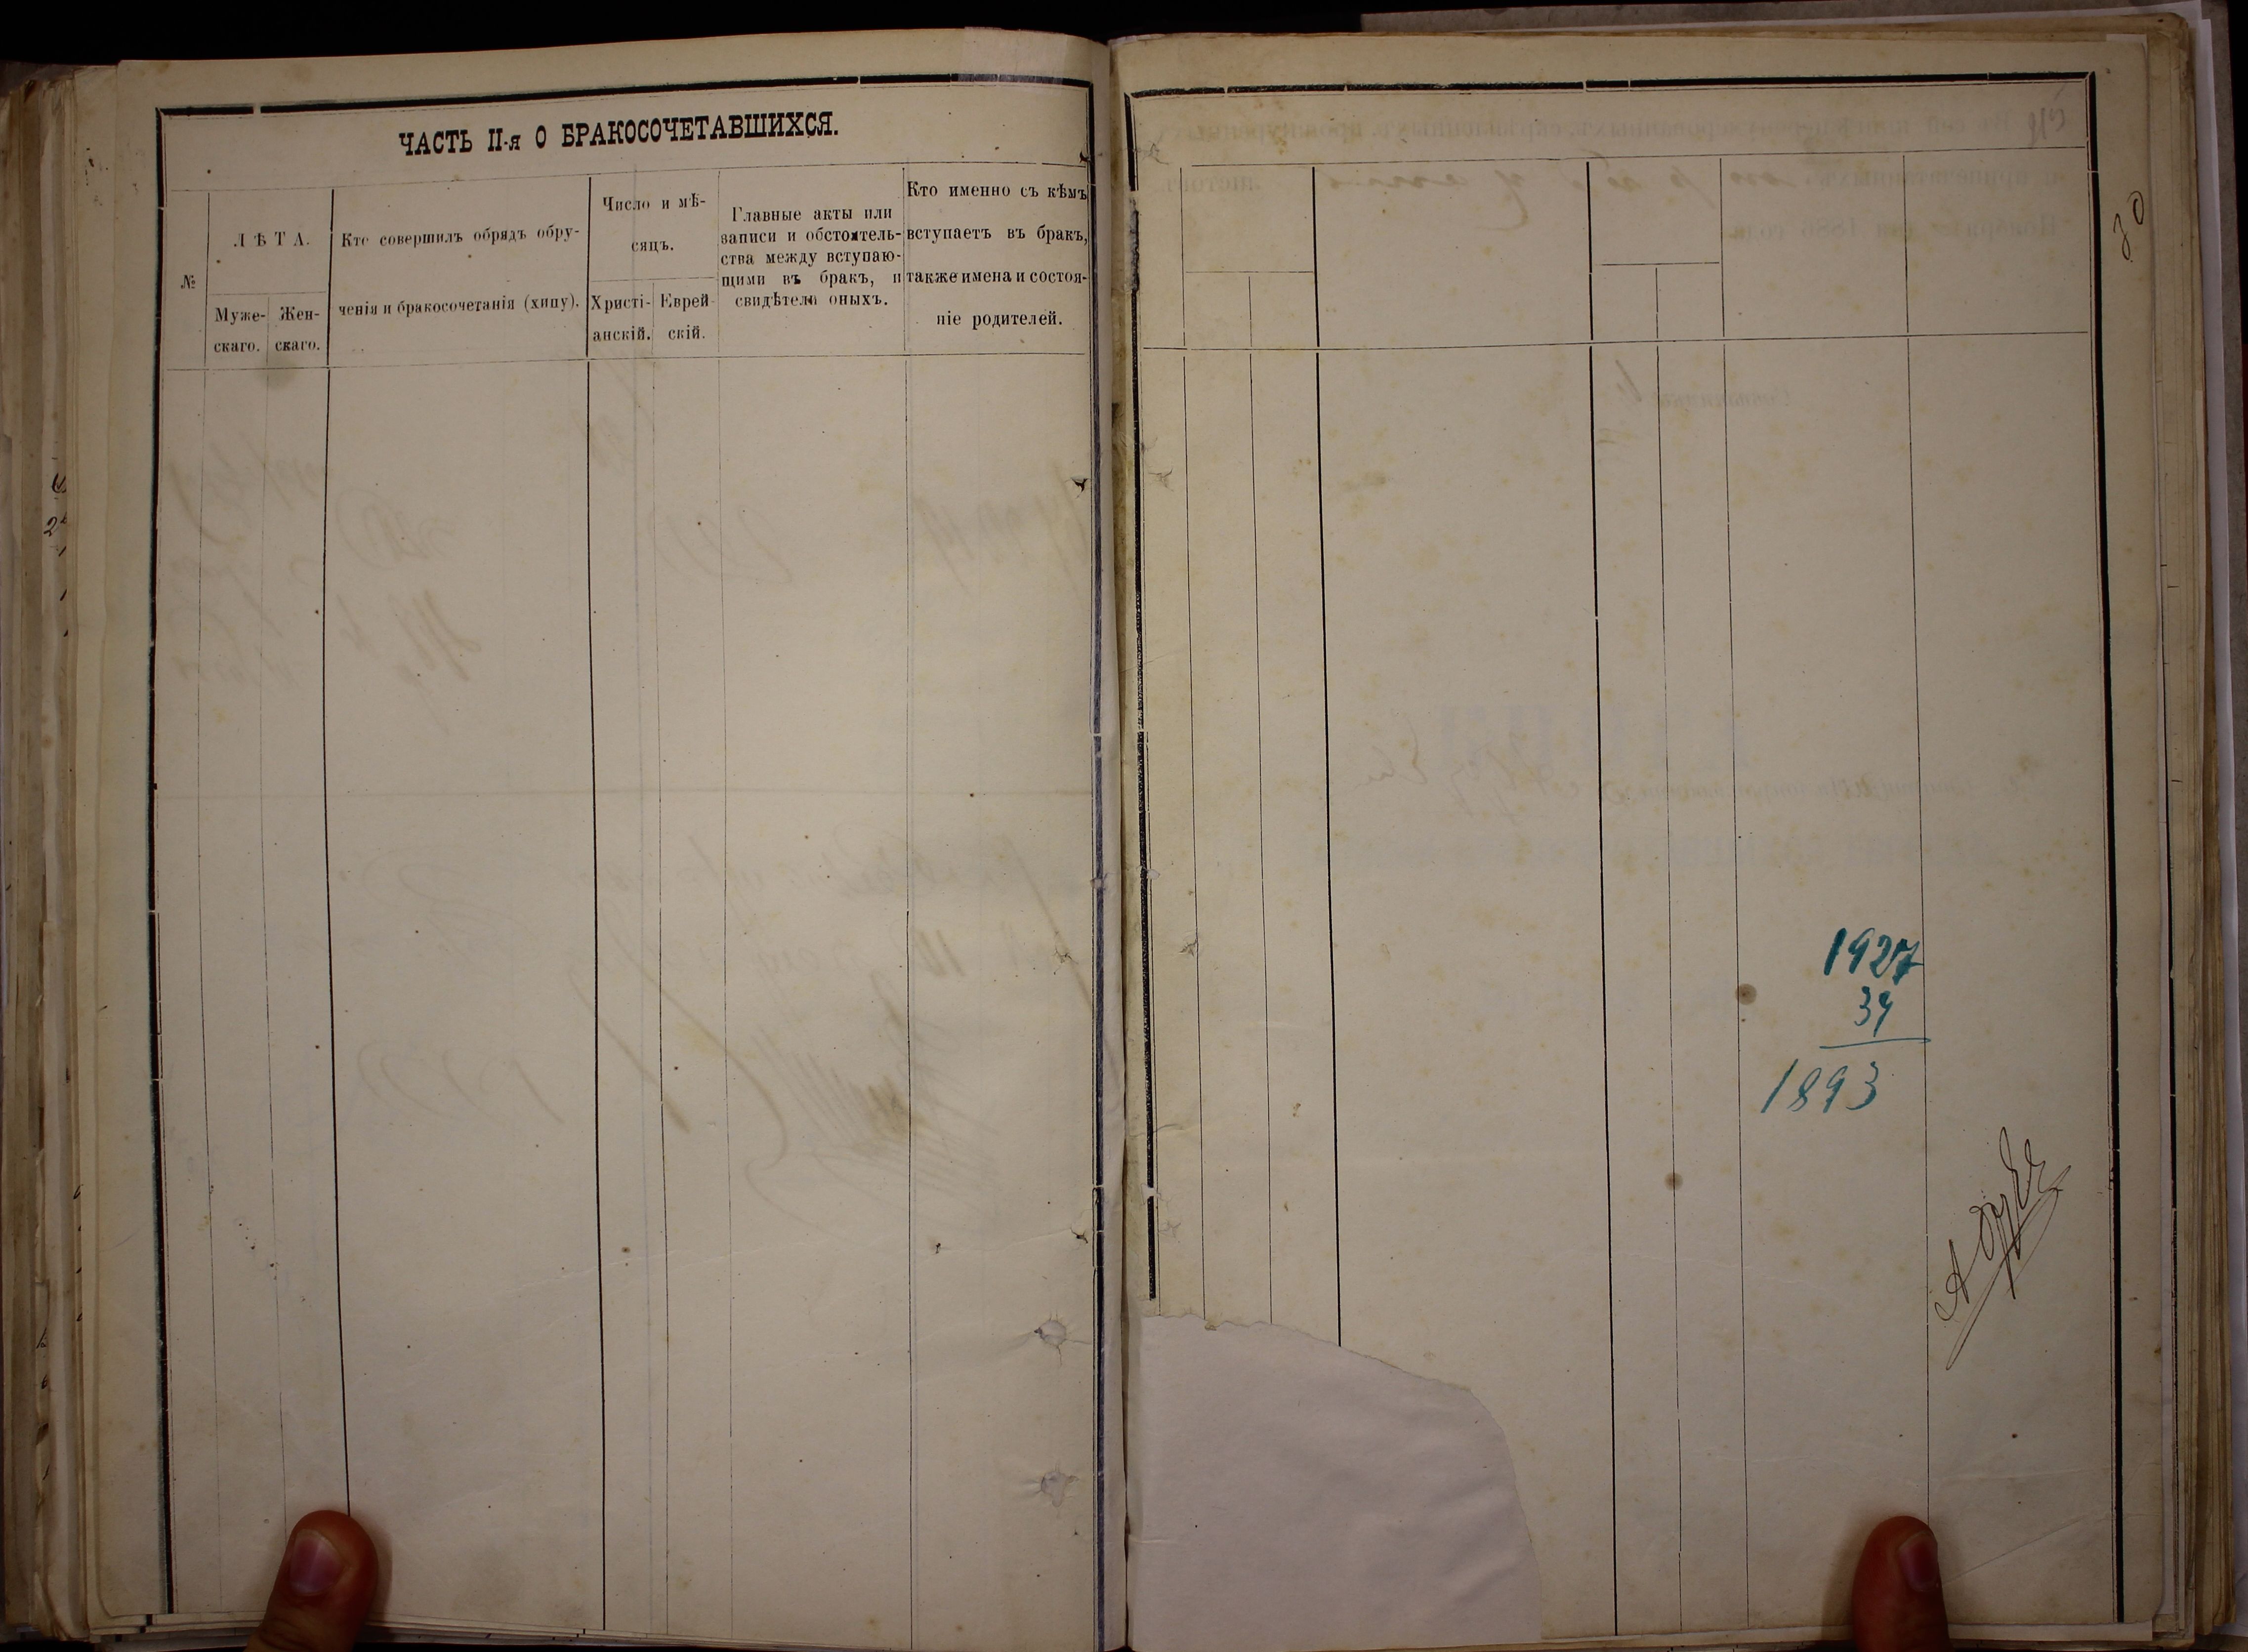 ЧАСТЬ II-я О БРАКОСОЧЕТАВШИХСЯ.
№
ЛѢТА.
Муже-
скаго.
Жен-
скаго.
Кто совершилъ обрядъ обру-
ченія и бракосочетанія (хипу).
Число и мѣ-
сяцъ.
Христі-
анскій.
Еврей-
скій.
Главные акты или
записи и обстоятель-
ства между вступаю-
щими въ бракъ, и
свидѣтели оныхъ.
Кто именно съ кѣмъ
вступаетъ въ бракъ,
также имена и состоя-
ніе родителей.
30
1927
34
1893